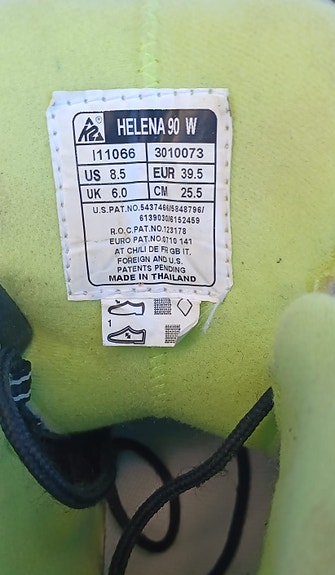 K2 HELENA 90 W
I11066 3010073
US 8.5 EUR 39.5
UK 6.0 CM 25.5
U.S.PAT.NO.5437466/5848796/
6139030/6152459
R.O.C.PAT.NO.123178
EURO PAT.NO.0710 141
AT CH/LI DE FR GB IT.
FOREIGN AND U.S.
PATENTS PENDING
MADE IN THAILAND
1